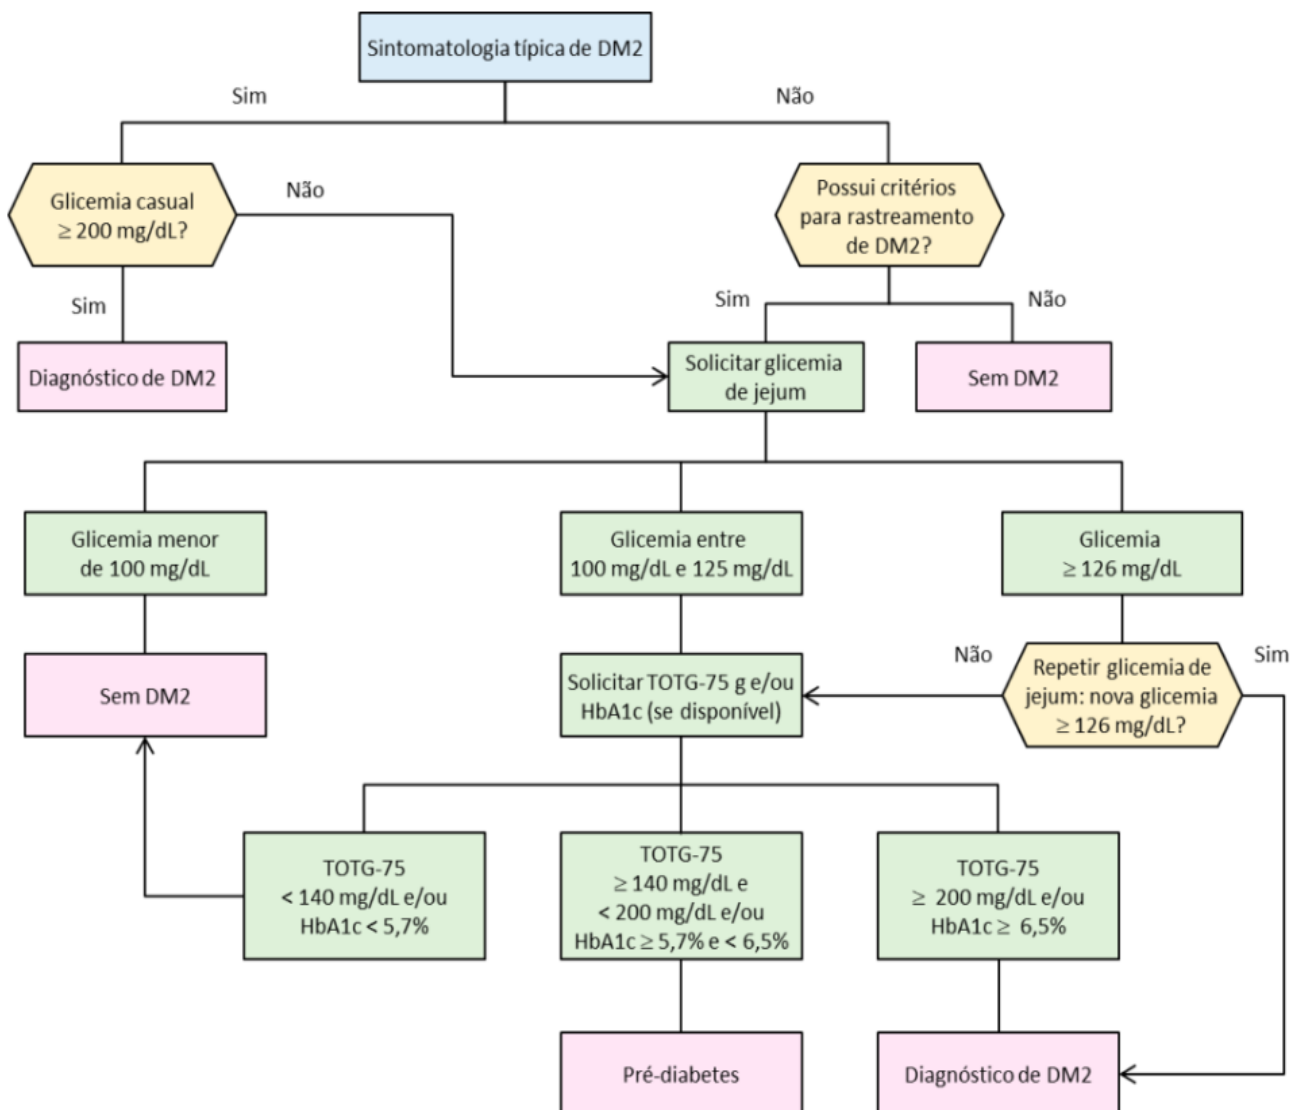 Sintomatologia típica de DM2
Sim
Não
Glicemia casual
≥ 200 mg/dL?
Não
Possui critérios
para rastreamento
de DM2?
Sim
Sim
Não
Diagnóstico de DM2
Solicitar glicemia
de jejum
Sem DM2
Glicemia menor
de 100 mg/dL
Glicemia entre
100 mg/dL e 125 mg/dL
Glicemia
≥ 126 mg/dL
Sem DM2
Solicitar TOTG-75 g e/ou
HbA1c (se disponível)
Não
Repetir glicemia de
jejum: nova glicemia
≥ 126 mg/dL?
Sim
TOTG-75
< 140 mg/dL e/ou
HbA1c < 5,7%
TOTG-75
≥ 140 mg/dL e
< 200 mg/dL e/ou
HbA1c ≥ 5,7% e < 6,5%
TOTG-75
≥ 200 mg/dL e/ou
HbA1c ≥ 6,5%
Pré-diabetes
Diagnóstico de DM2